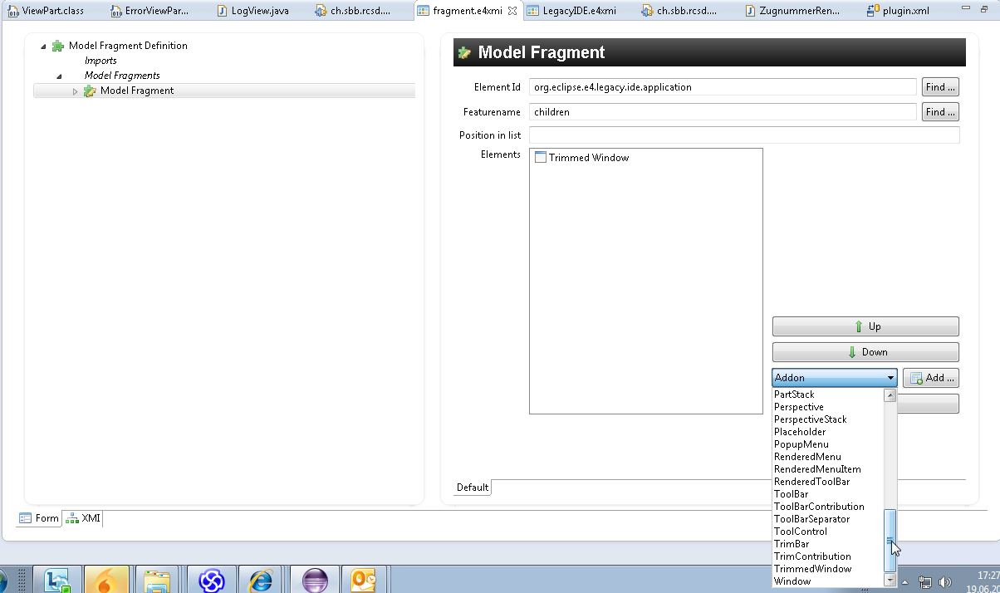 ViewPart.class ErrorViewPar... LogView.java ch.sbb.rcsd.... fragment.e4xmi LegacyIDE.e4xmi ch.sbb.rcsd.... ZugnummerRen... plugin.xml
Model Fragment Definition
Imports
Model Fragments
Model Fragment
Model Fragment
Element Id org.eclipse.e4.legacy.ide.application Find ...
Featurename children Find ...
Position in list
Elements Trimmed Window
Up
Down
Addon Add ...
PartStack
Perspective
PerspectiveStack
Placeholder
PopupMenu
RenderedMenu
RenderedMenuItem
RenderedToolBar
ToolBar
ToolBarContribution
ToolBarSeparator
ToolControl
TrimBar
TrimContribution
TrimmedWindow
Window
Default
Form XMI
17:27